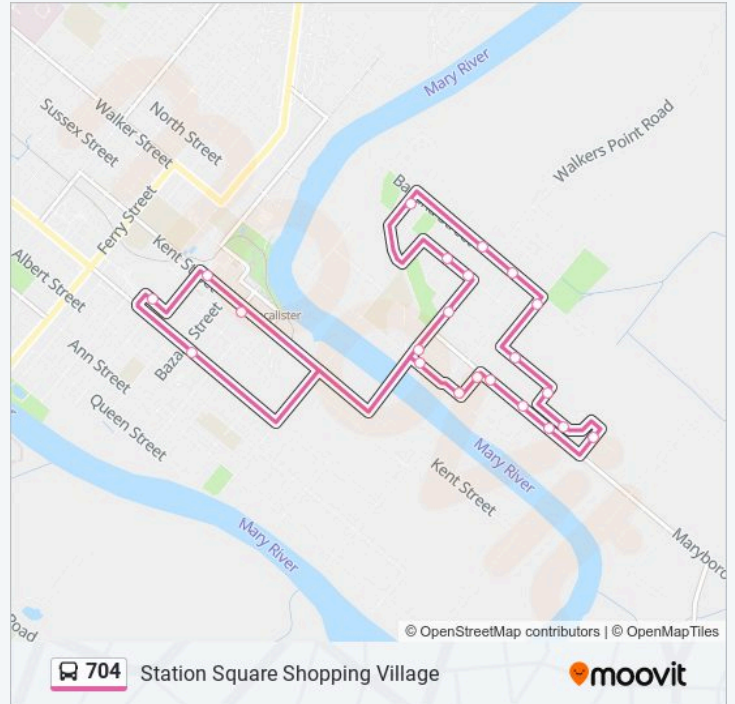 Mary River
Sussex Street
Walker Street
North Street
Walkers Point Road
Ferry Street
Kent
Albert Street
callister
Bazaar Street
Ann Street
Queen Street
Mary River
Kent Street
Mary River
Road
© OpenStreetMap contributors | © OpenMapTiles
704 Station Square Shopping Village moovit